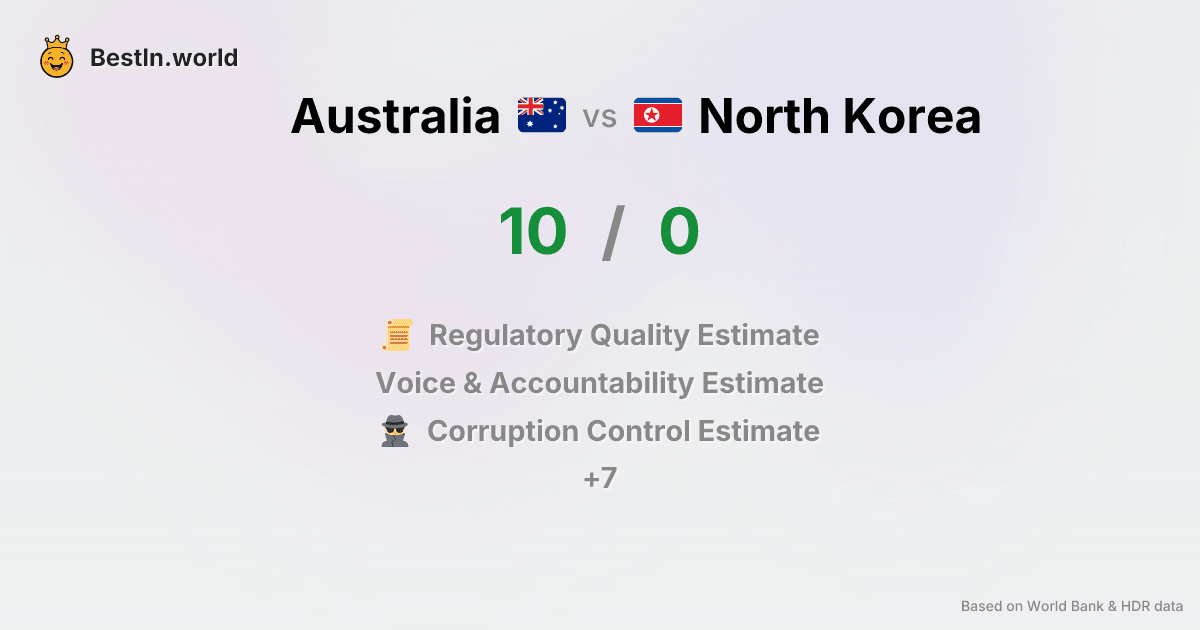 BestIn.world
Australia vs North Korea
10 / 0
Regulatory Quality Estimate
Voice & Accountability Estimate
Corruption Control Estimate
+7
Based on World Bank & HDR data